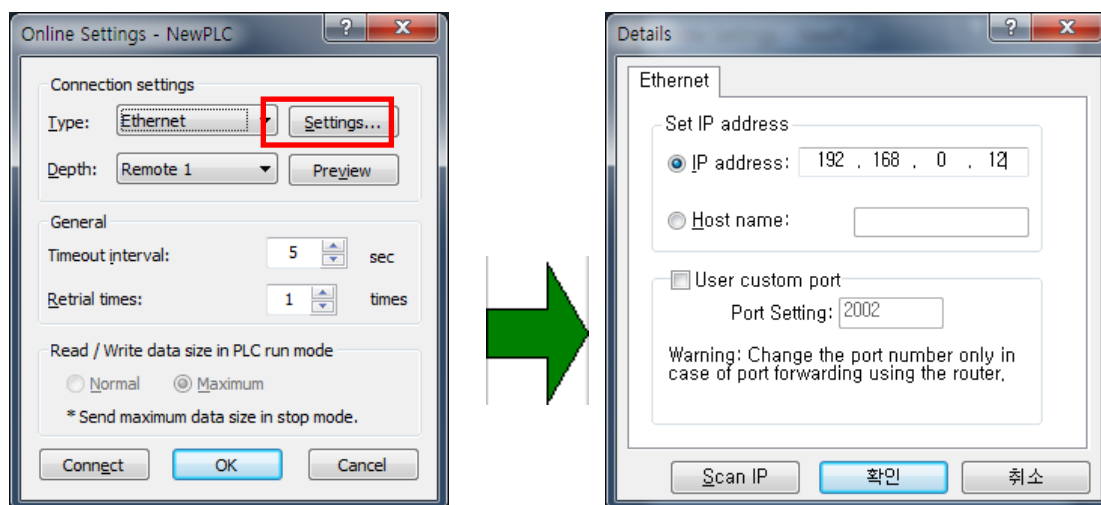 Online Settings - NewPLC
Connection settings
Type: Ethernet Settings...
Depth: Remote 1 Preview
General
Timeout interval: 5 sec
Retrial times: 1 times
Read / Write data size in PLC run mode
Normal Maximum
* Send maximum data size in stop mode.
Connect OK Cancel
Details
Ethernet
Set IP address
IP address: 192 . 168 . 0 . 12
Host name:
User custom port
Port Setting: 2002
Warning: Change the port number only in
case of port forwarding using the router.
Scan IP 확인 취소